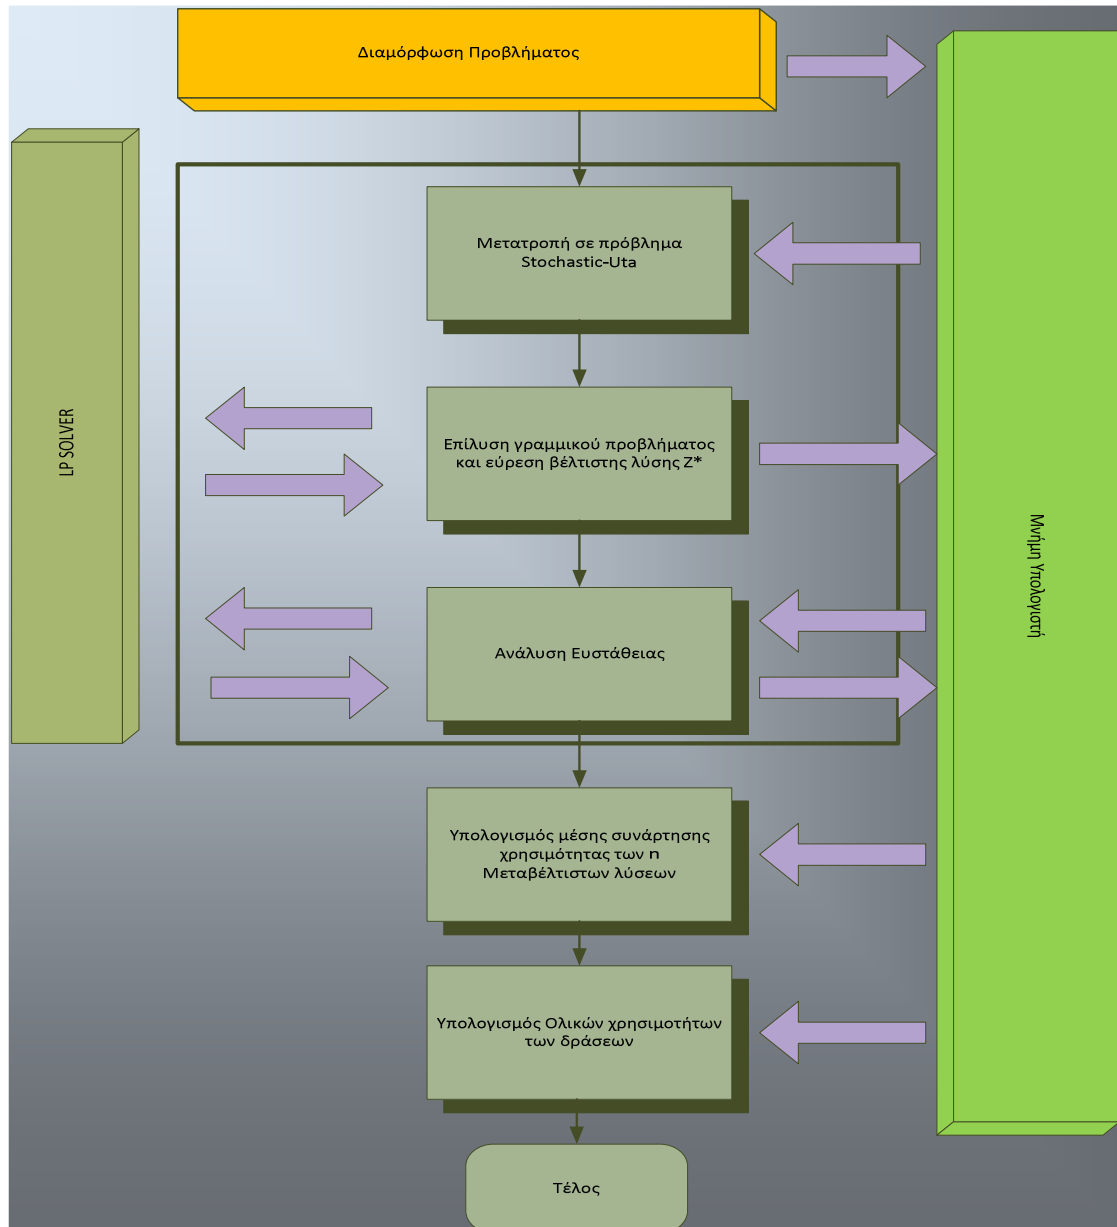 Διαμόρφωση Προβλήματος
Μετατροπή σε πρόβλημα
Stochastic-Uta
LP SOLVER
Επίλυση γραμμικού προβλήματος
και εύρεση βέλτιστης λύσης Z*
Μνήμη Υπολογιστή
Ανάλυση Ευστάθειας
Υπολογισμός μέσης συνάρτησης
χρησιμότητας των n
Μεταβέλτιστων λύσεων
Υπολογισμός Ολικών χρησιμοτήτων
των δράσεων
Τέλος